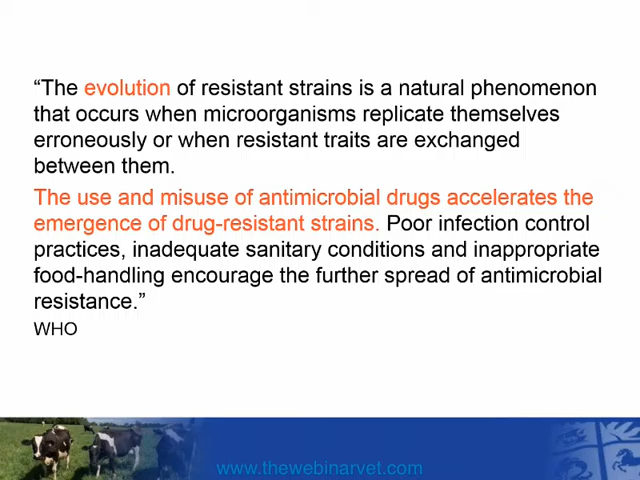 “The evolution of resistant strains is a natural phenomenon
that occurs when microorganisms replicate themselves
erroneously or when resistant traits are exchanged
between them.
The use and misuse of antimicrobial drugs accelerates the
emergence of drug-resistant strains. Poor infection control
practices, inadequate sanitary conditions and inappropriate
food-handling encourage the further spread of antimicrobial
resistance.”
WHO
www.thewebinarvet.com